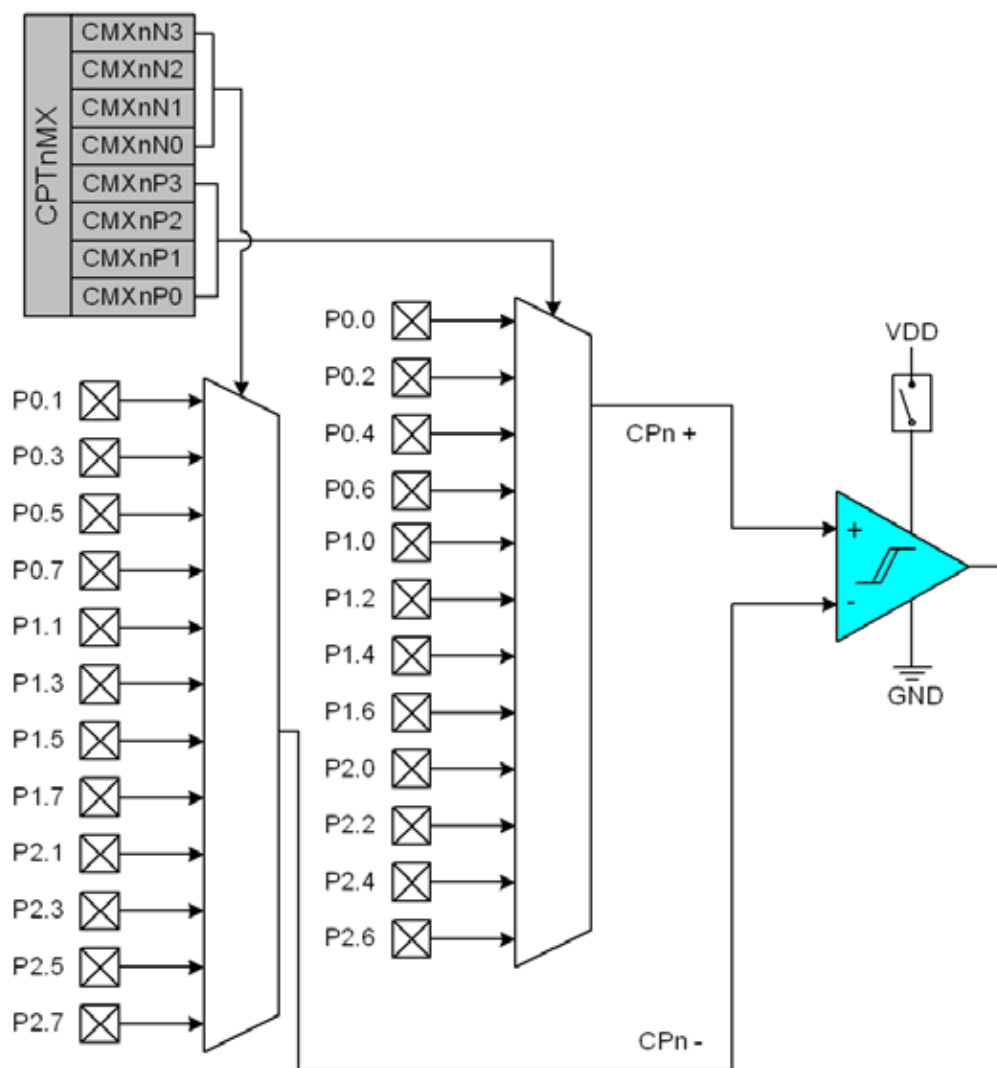 CPTnMX
CMXnN3
CMXnN2
CMXnN1
CMXnN0
CMXnP3
CMXnP2
CMXnP1
CMXnP0
P0.1
P0.3
P0.5
P0.7
P1.1
P1.3
P1.5
P1.7
P2.1
P2.3
P2.5
P2.7
P0.0
P0.2
P0.4
P0.6
P1.0
P1.2
P1.4
P1.6
P2.0
P2.2
P2.4
P2.6
CPn +
CPn -
VDD
+
-
GND